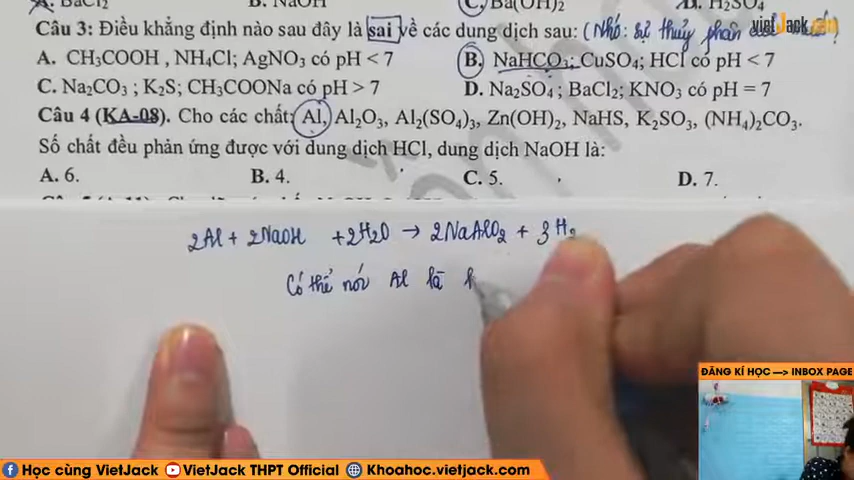 A. BaCl2 B. NaOH C. Ba(OH)2 D. H2SO4
vietJack
Câu 3: Điều khẳng định nào sau đây là sai về các dung dịch sau: (Nhớ: sự thủy phân
A. CH3COOH , NH4Cl; AgNO3 có pH < 7 B. NaHCO3; CuSO4; HCl có pH < 7
C. Na2CO3 ; K2S; CH3COONa có pH > 7 D. Na2SO4 ; BaCl2; KNO3 có pH = 7
Câu 4 (KA-08). Cho các chất: Al, Al2O3, Al2(SO4)3, Zn(OH)2, NaHS, K2SO3, (NH4)2CO3.
Số chất đều phản ứng được với dung dịch HCl, dung dịch NaOH là:
A. 6. B. 4. C. 5. D. 7.
2Al + 2NaOH + 2H2O → 2NaAlO2 + 3H2
Có thể nói Al là
ĐĂNG KÍ HỌC —> INBOX PAGE
Học cùng VietJack VietJack THPT Official Khoahoc.vietjack.com